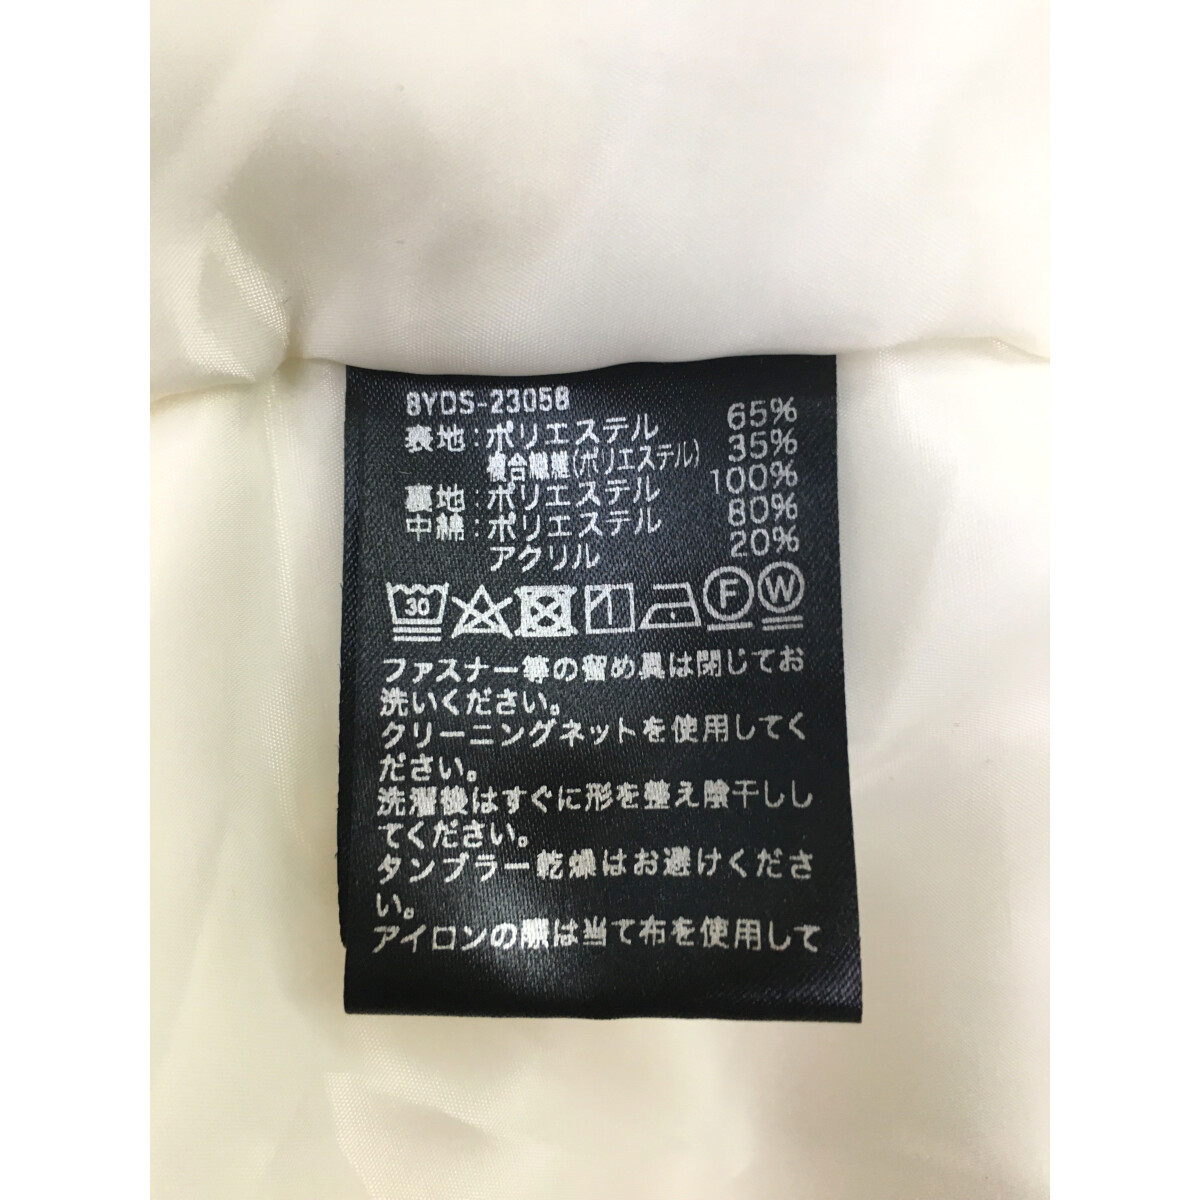 8YDS-23058
表地：ポリエステル 65%
複合繊維(ポリエステル) 35%
裏地：ポリエステル 100%
中綿：ポリエステル 80%
アクリル 20%
30 F W
ファスナー等の留め具は閉じてお
洗いください。
クリーニングネットを使用してく
ださい。
洗濯後はすぐに形を整え陰干しし
てください。
タンブラー乾燥はお避けくださ
い。
アイロンの際は当て布を使用して